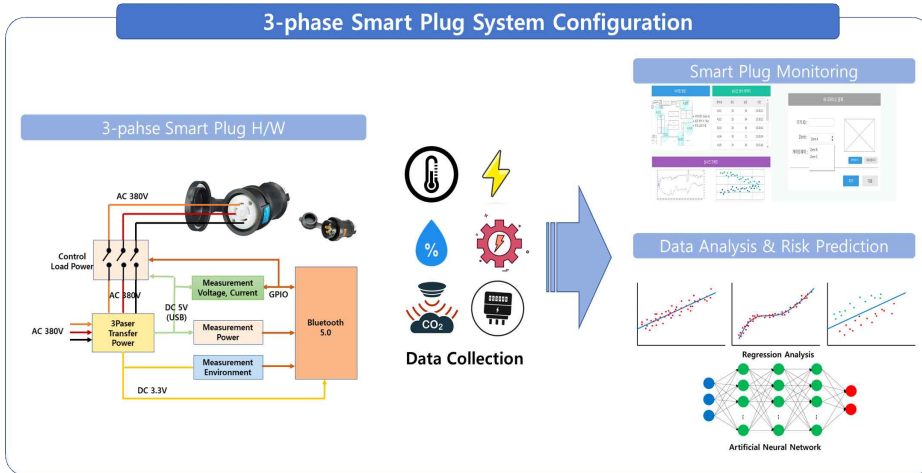 3-phase Smart Plug System Configuration
3-pahse Smart Plug H/W
AC 380V
Control
Load Power
AC 380V
Measurement
Voltage, Current
GPIO
DC 5V
(USB)
AC 380V
3Paser
Transfer
Power
Measurement
Power
Bluetooth
5.0
Measurement
Environment
DC 3.3V
%
CO2
Data Collection
Smart Plug Monitoring
Data Analysis & Risk Prediction
Regression Analysis
Artificial Neural Network